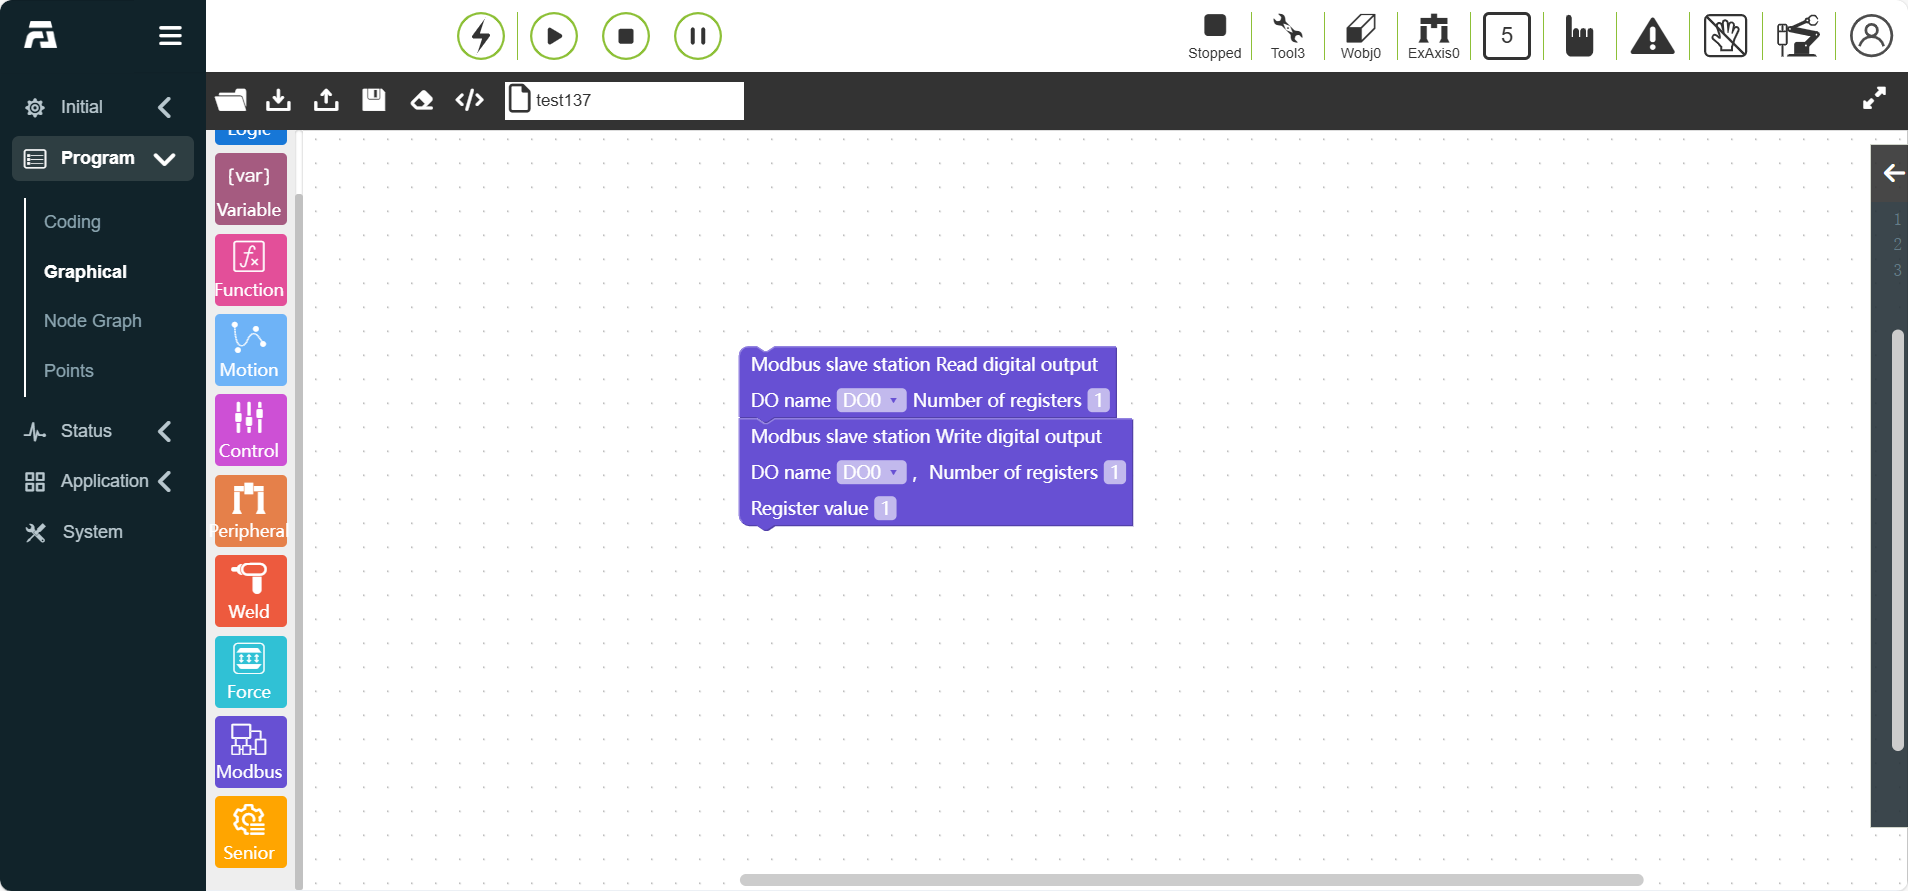 Stopped
Tool3
Wobj0
ExAxis0
5
Initial
Program
Coding
Graphical
Node Graph
Points
Status
Application
System
test137
Logic
{var}
Variable
Function
Motion
Control
Peripheral
Weld
Force
Modbus
Senior
Modbus slave station Read digital output
DO name DO0 Number of registers 1
Modbus slave station Write digital output
DO name DO0 , Number of registers 1
Register value 1
1
2
3